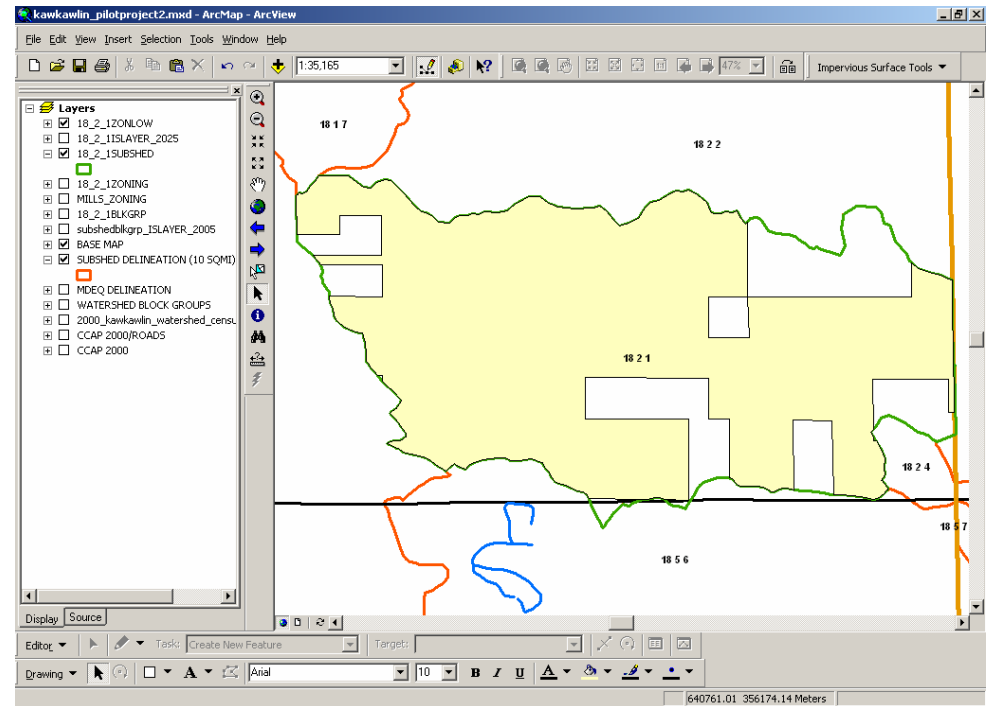 kawkawlin_pilotproject2.mxd - ArcMap - ArcView
File Edit View Insert Selection Tools Window Help
1:35,165
47%
Impervious Surface Tools
Layers
18_2_1ZONLOW
18_2_1ISLAYER_2025
18_2_1SUBSHED
18_2_1ZONING
MILLS_ZONING
18_2_1BLKGRP
subshedblkgrp_ISLAYER_2005
BASE MAP
SUBSHED DELINEATION (10 SQMI)
MDEQ DELINEATION
WATERSHED BLOCK GROUPS
2000_kawkawlin_watershed_censu
CCAP 2000/ROADS
CCAP 2000
18 1 7
18 2 2
18 2 1
18 2 4
18 5 7
18 5 6
Display Source
Editor Task: Create New Feature Target:
Drawing A Arial 10 B I U A
640761.01 356174.14 Meters